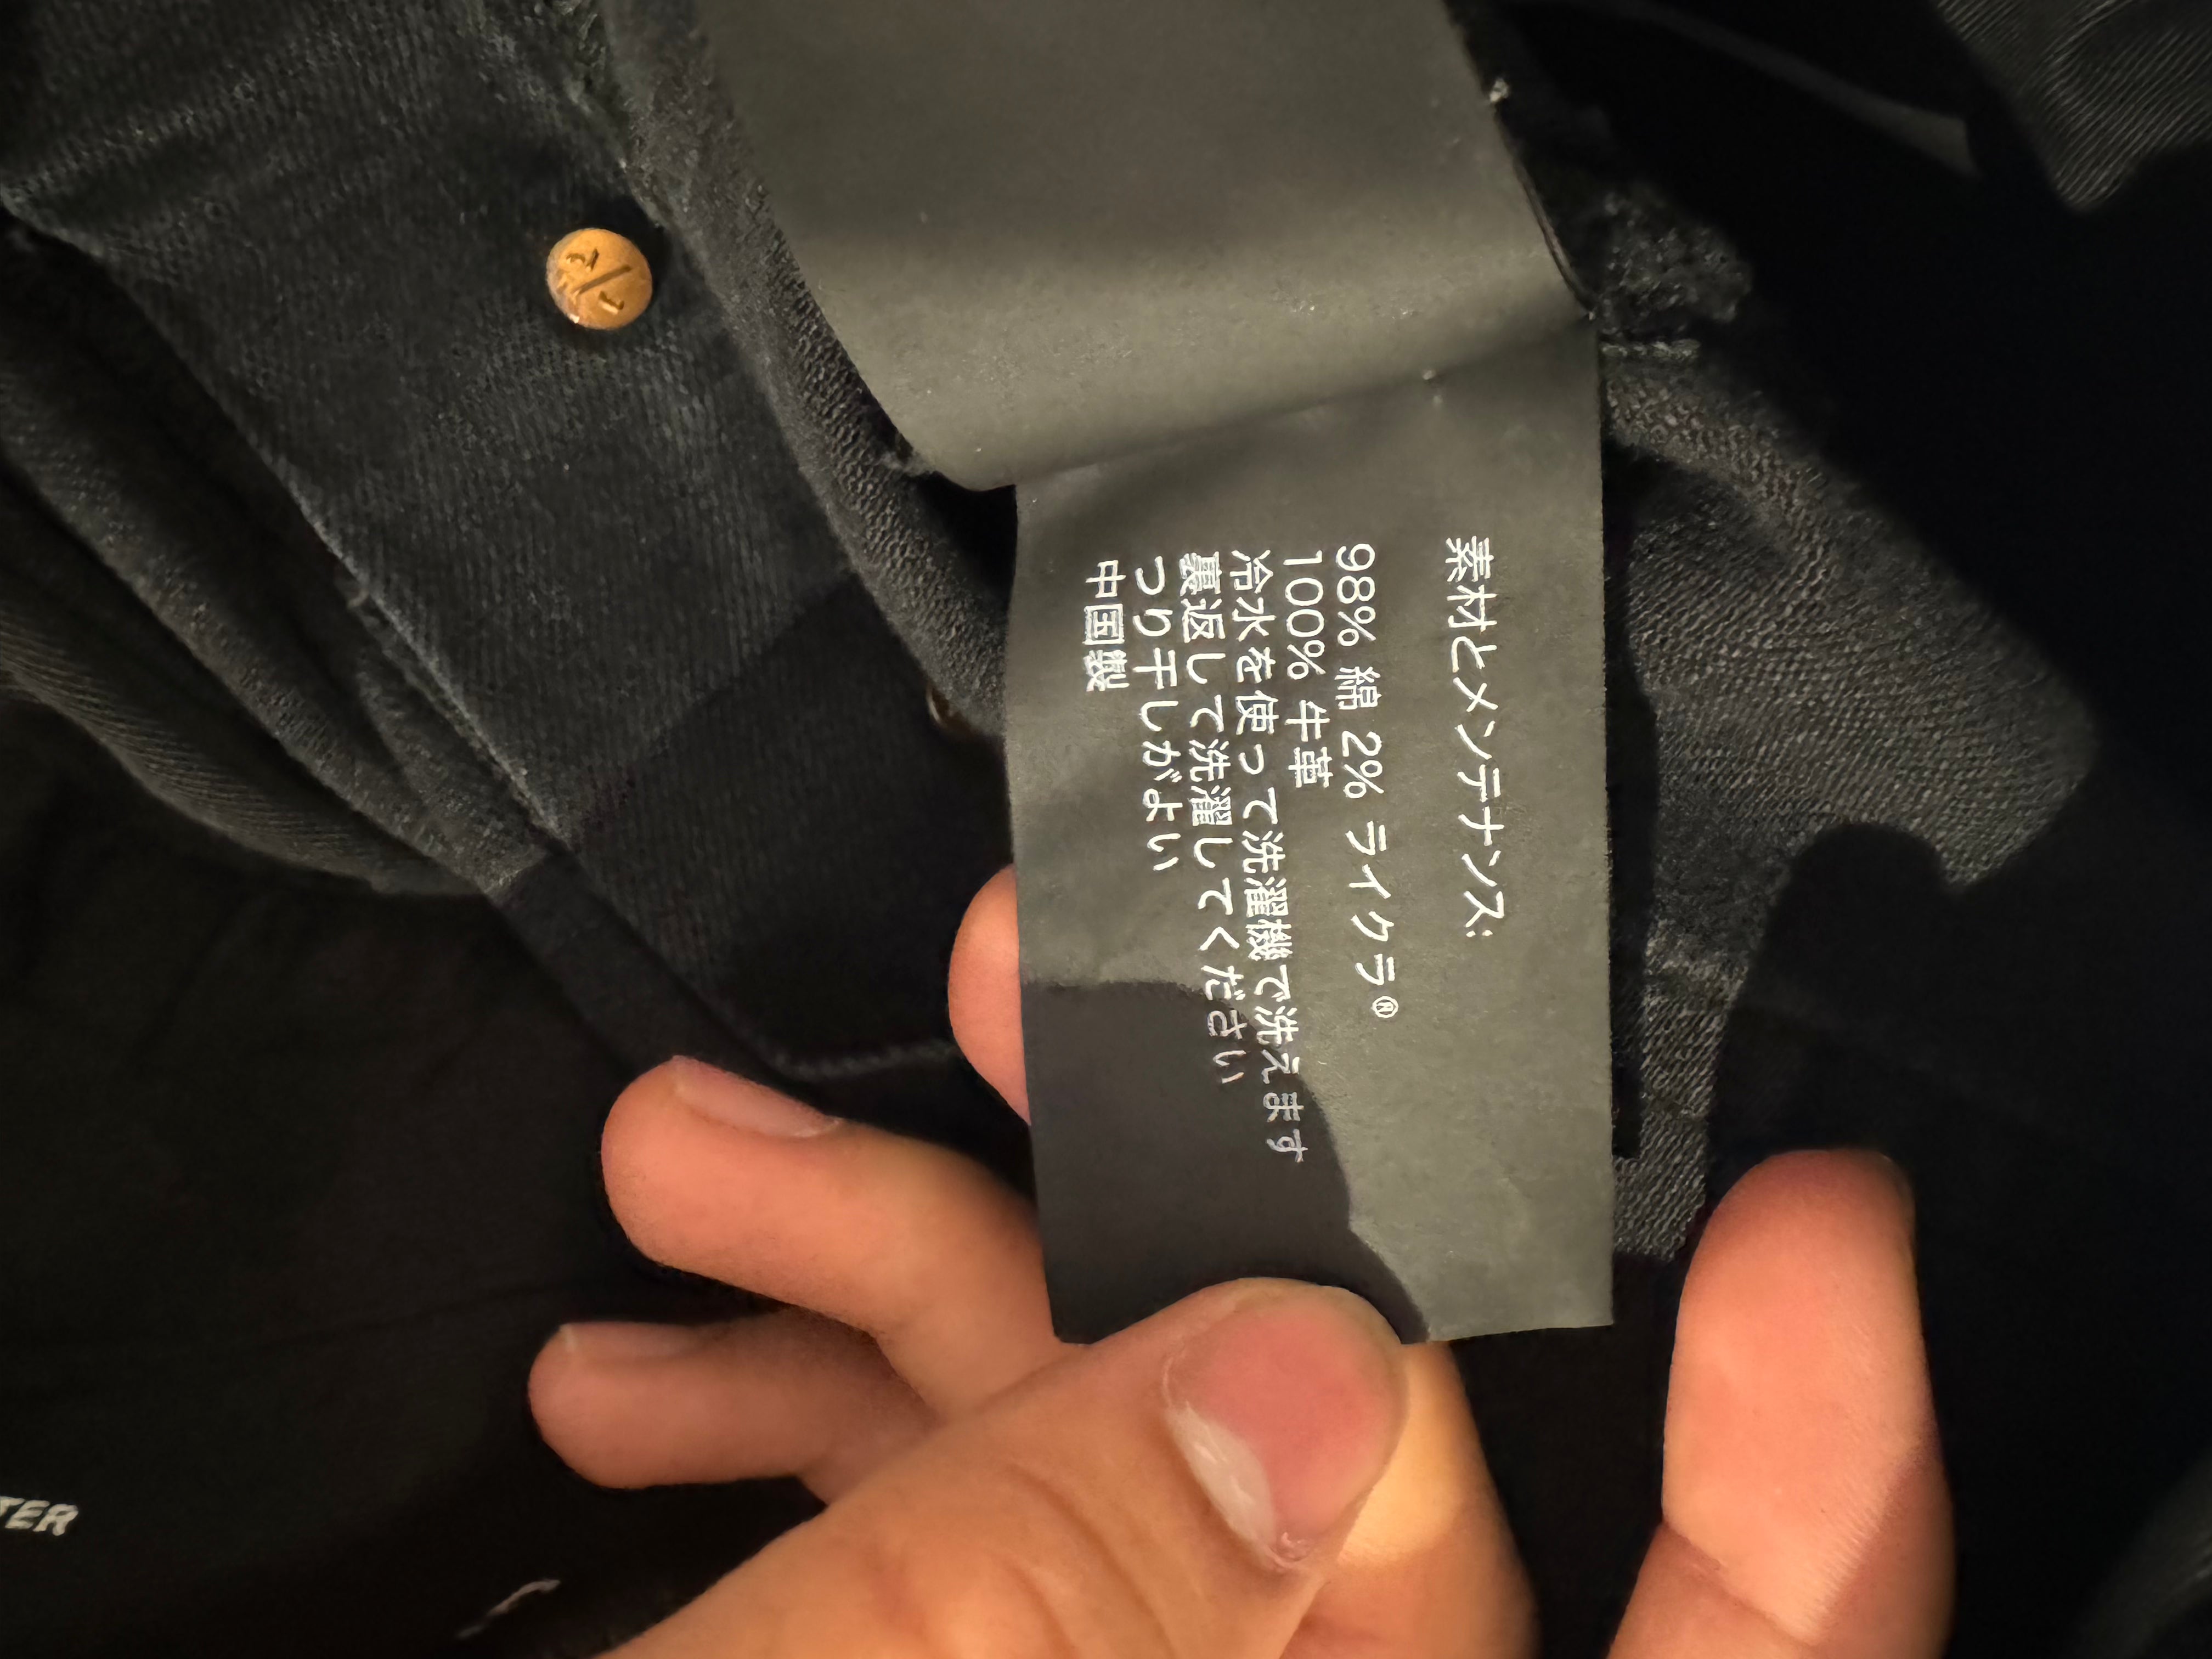 素材とメンテナンス:
98% 綿 2% ライクラ®
100% 牛革
冷水を使って洗濯機で洗えます
裏返して洗濯してください
つり干しがよい
中国製
TER